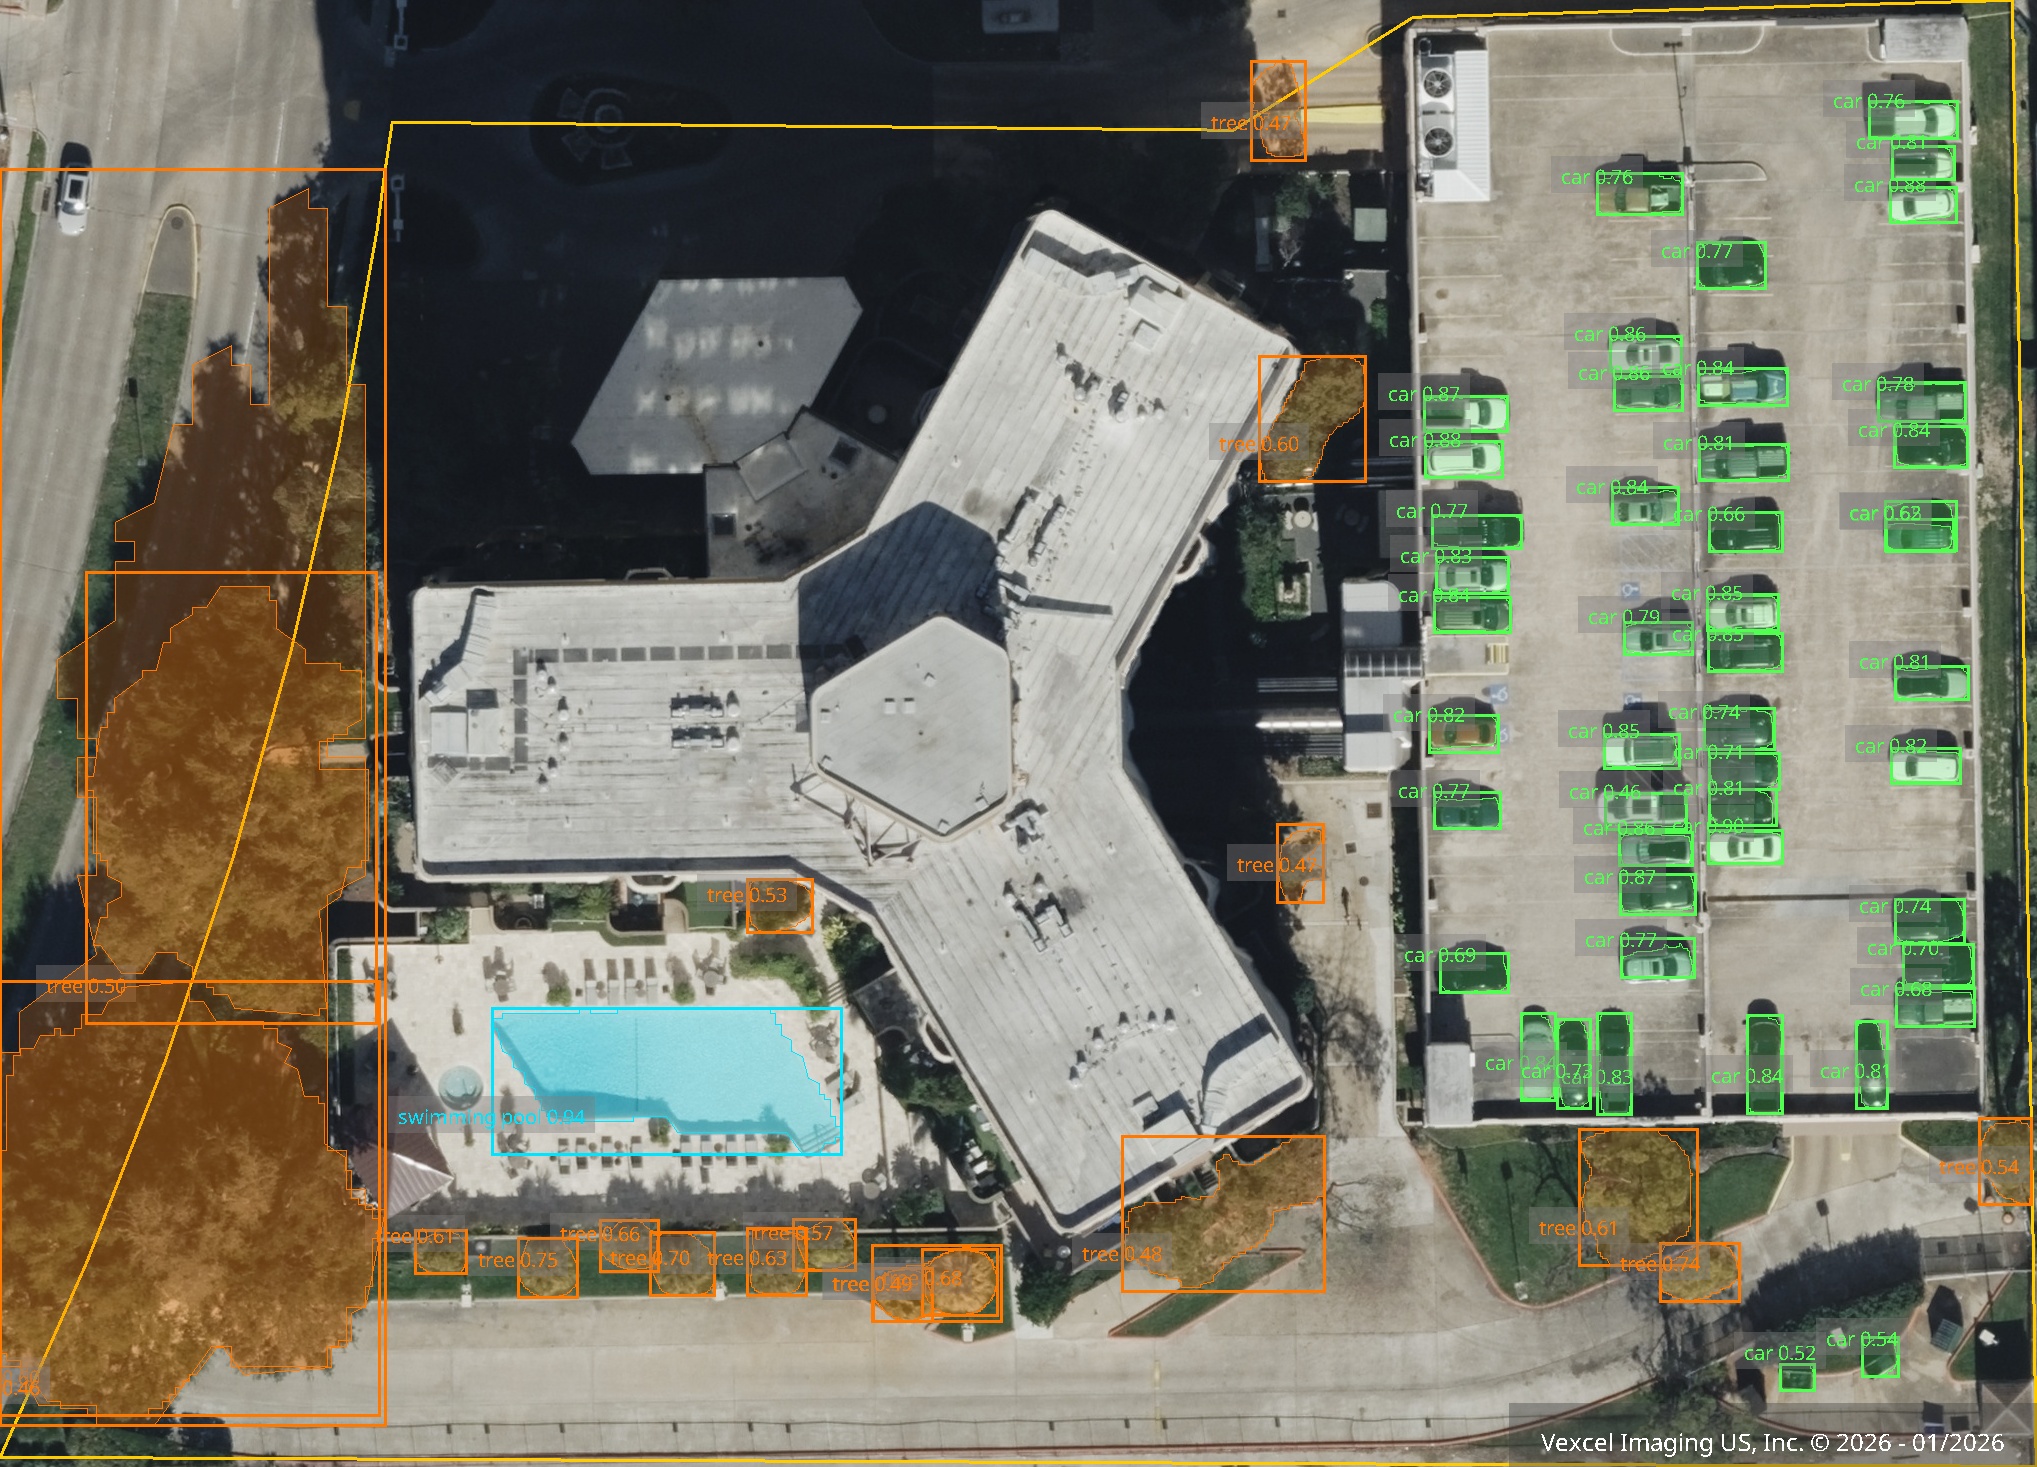 car 0.76
tree 0.47
car 0.81
car 0.76
car 0.88
car 0.77
car 0.86
car 0.86
car 0.84
car 0.78
car 0.87
car 0.84
tree 0.60
car 0.88
car 0.81
car 0.84
car 0.77
car 0.66
car 0.83
car 0.84
car 0.85
car 0.79
car 0.81
car 0.82
car 0.74
car 0.85
car 0.71
car 0.82
car 0.77
car 0.46
car 0.81
car 0.86
car 0.90
tree 0.47
car 0.87
tree 0.53
car 0.74
car 0.77
car 0.70
car 0.69
tree 0.50
car 0.68
car 0.84
car 0.73
0.83
car 0.84
car 0.81
swimming pool 0.94
tree 0.54
tree 0.61
tree 0.66
tree 0.57
tree 0.61
tree 0.75
tree 0.70
tree 0.63
tree 0.48
tree 0.74
tree 0.49
car 0.54
car 0.52
Vexcel Imaging US, Inc. © 2026 - 01/2026